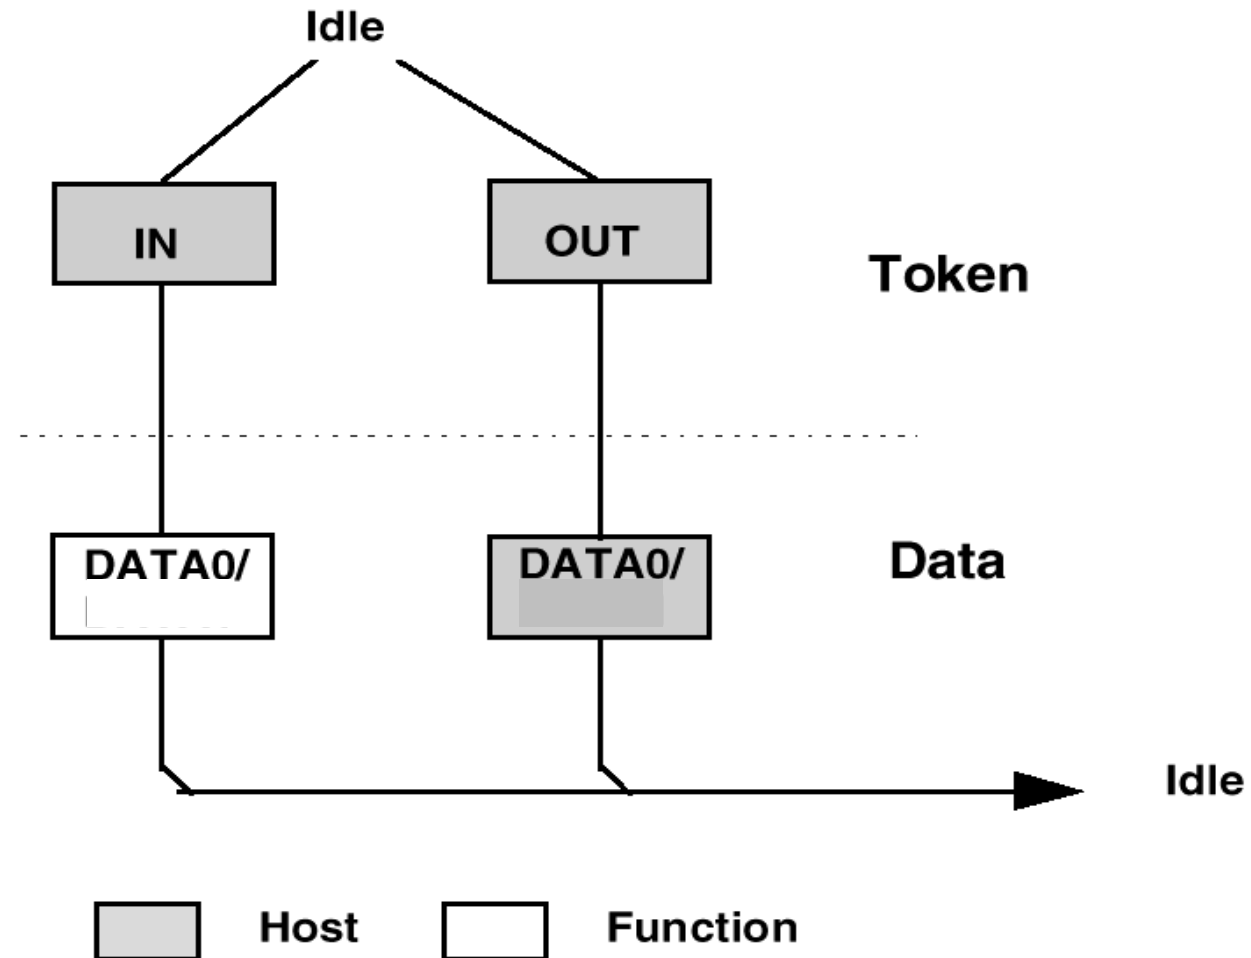 Idle
IN
OUT
Token
DATA0/
DATA0/
Data
Idle
Host
Function